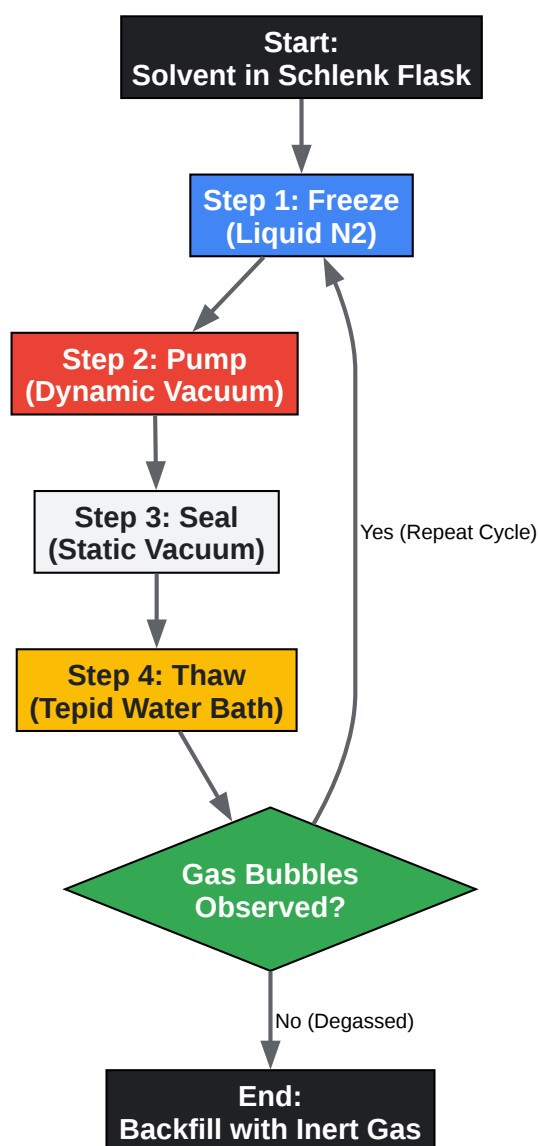 Start:
Solvent in Schlenk Flask
Step 1: Freeze
(Liquid N2)
Step 2: Pump
(Dynamic Vacuum)
Step 3: Seal
(Static Vacuum)
Yes (Repeat Cycle)
Step 4: Thaw
(Tepid Water Bath)
Gas Bubbles
Observed?
No (Degassed)
End:
Backfill with Inert Gas